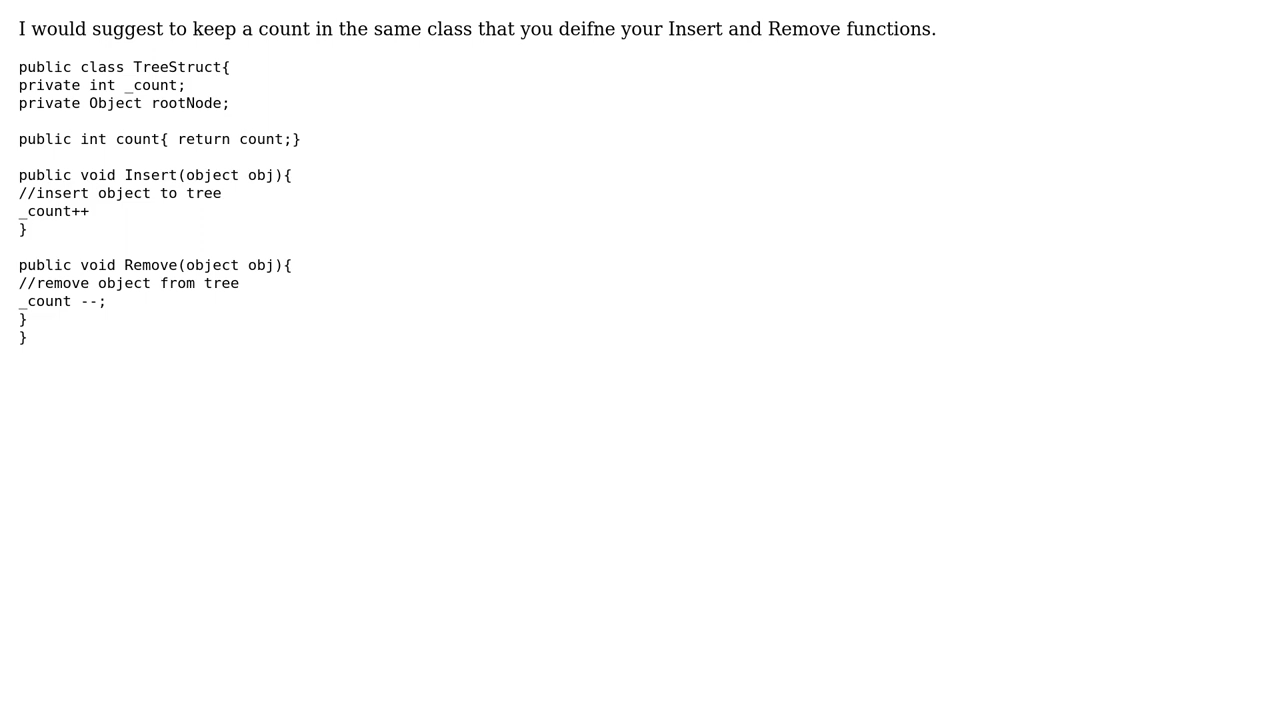 I would suggest to keep a count in the same class that you deifne your Insert and Remove functions.
public class TreeStruct{
private int _count;
private Object rootNode;
public int count{ return count;}
public void Insert(object obj){
//insert object to tree
_count++
}
public void Remove(object obj){
//remove object from tree
_count --;
}
}